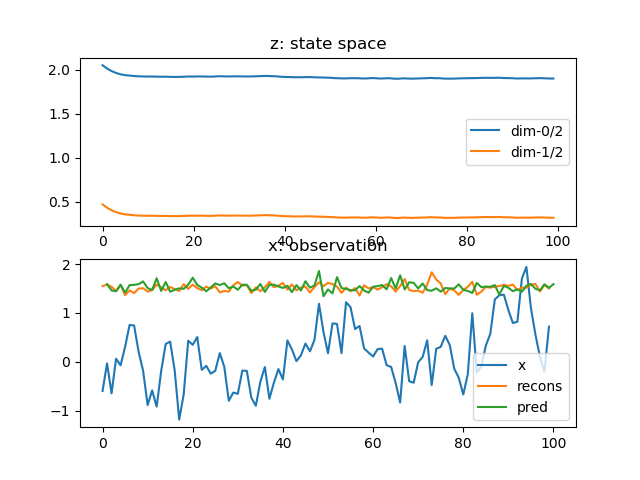 z: state space
2.0
1.5
1.0
0.5
dim-0/2
dim-1/2
0 20 40 60 80 100
x: observation
2
1
0
−1
x
recons
pred
0 20 40 60 80 100